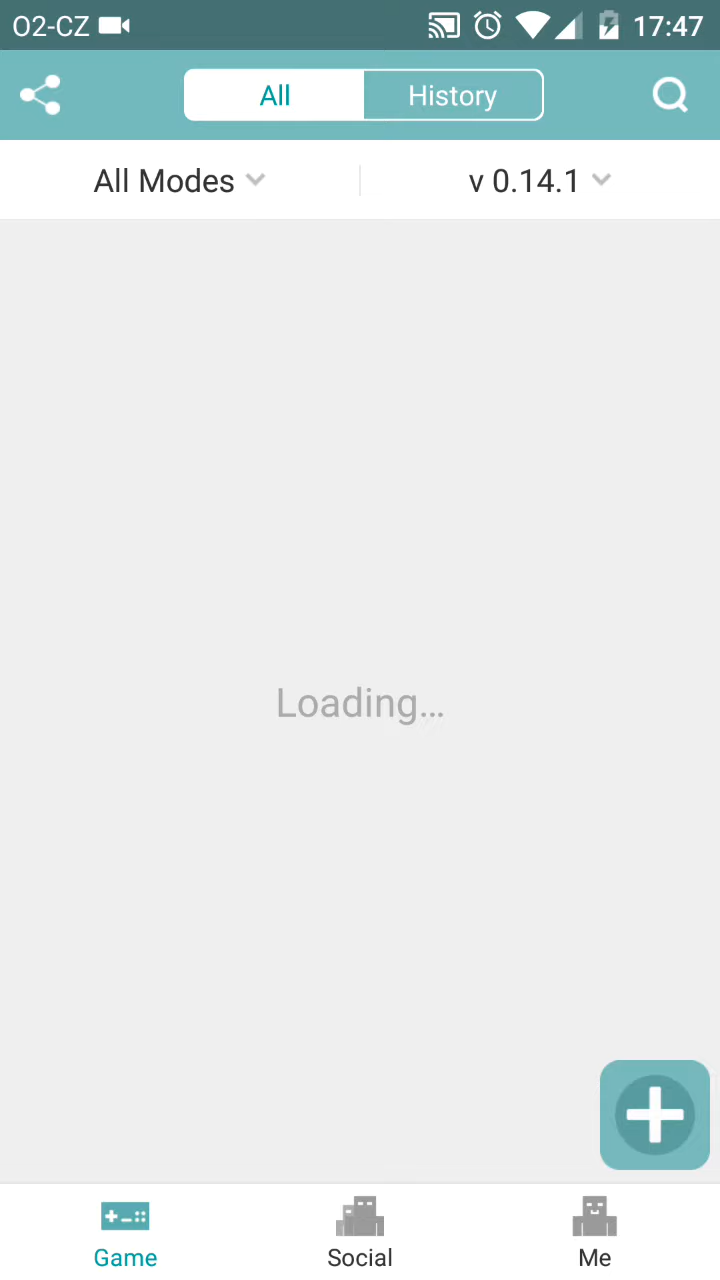 O2-CZ 17:47
All History
All Modes v 0.14.1
Loading...
Game Social Me